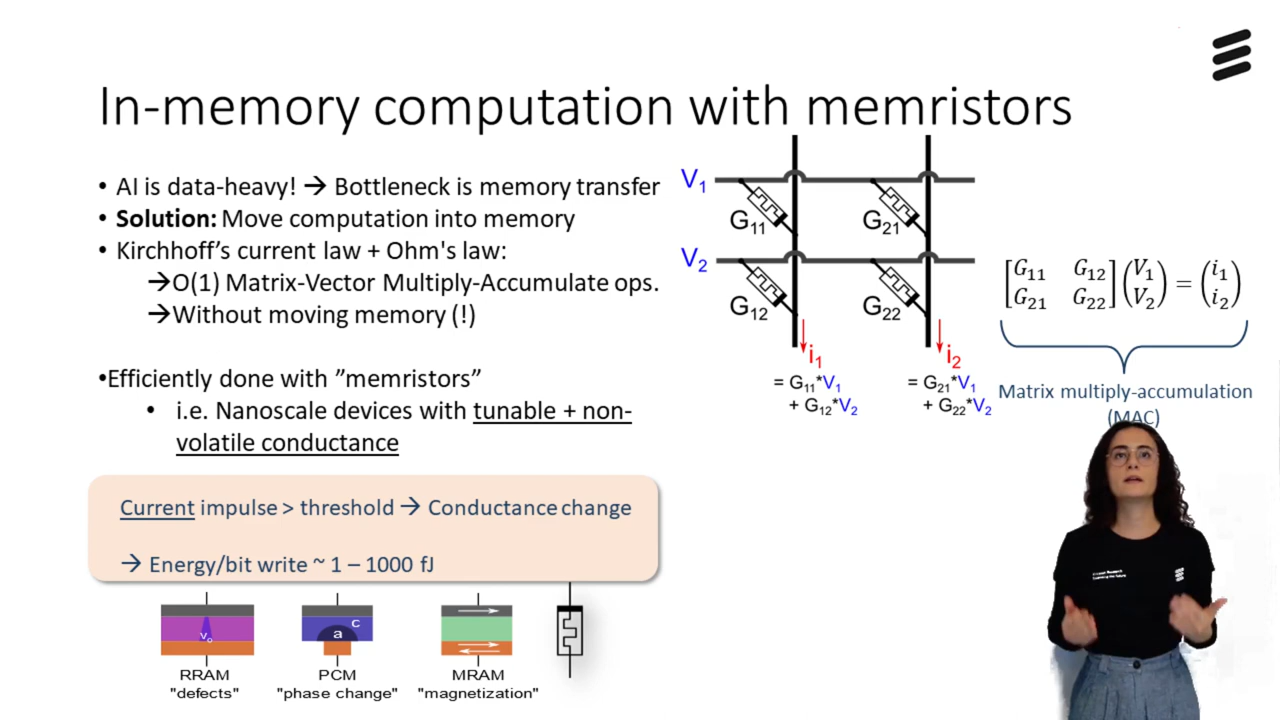 In-memory computation with memristors
• AI is data-heavy! → Bottleneck is memory transfer
• Solution: Move computation into memory
• Kirchhoff’s current law + Ohm's law:
→O(1) Matrix-Vector Multiply-Accumulate ops.
→Without moving memory (!)
•Efficiently done with ”memristors”
• i.e. Nanoscale devices with tunable + non-
volatile conductance
Current impulse > threshold → Conductance change
→ Energy/bit write ~ 1 – 1000 fJ
V₀
RRAM
"defects"
c
a
PCM
"phase change"
MRAM
"magnetization"
V₁
G₁₁
G₂₁
V₂
G₁₂
G₂₂
i₁
= G₁₁*V₁
+ G₁₂*V₂
i₂
= G₂₁*V₁
+ G₂₂*V₂
[G₁₁ G₁₂] (V₁) = (i₁)
[G₂₁ G₂₂] (V₂) = (i₂)
Matrix multiply-accumulation
(MAC)